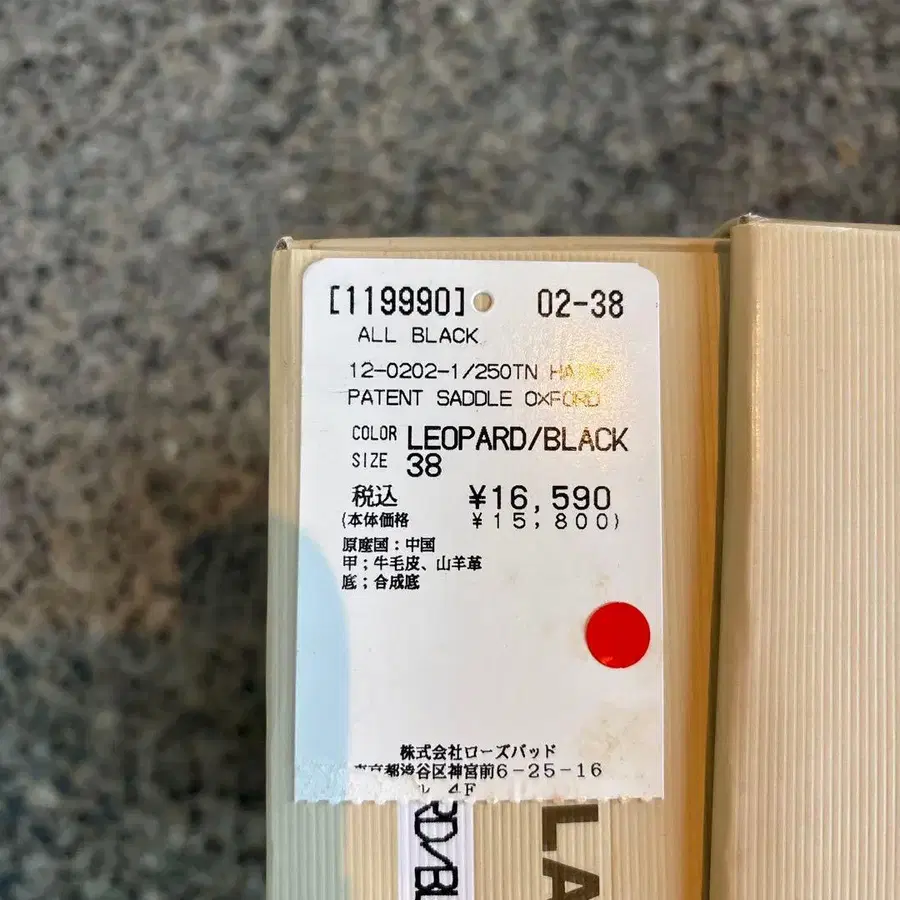 [119990] 02-38
ALL BLACK
12-0202-1/250TN
PATENT SADDLE OXFORD
COLOR LEOPARD/BLACK
SIZE 38
税込 ¥16,590
(本体価格 ¥15,800)
原産国:中国
甲;牛毛皮、山羊革
底;合成底
株式会社ローズバッド
東京都渋谷区神宮前6-25-16
4F
RD/BL
LA